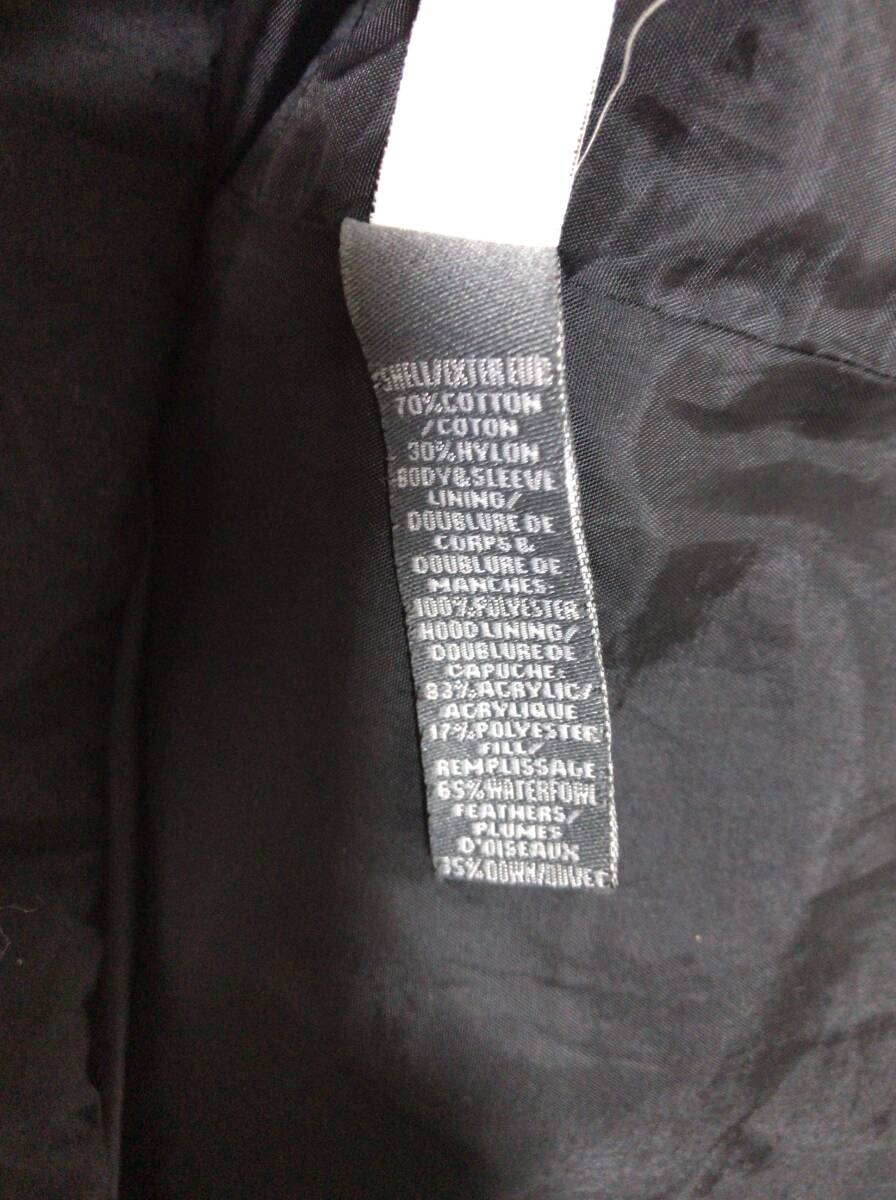 SHELL/EXTEREUR
70%COTTON
/COTON
30%NYLON
BODY&SLEEVE
LINING/
DOUBLURE DE
CORPS &
DOUBLURE DE
MANCHES:
100%POLYESTER
HOOD LINING/
DOUBLURE DE
CAPUCHE:
83%ACRYLIC/
ACRYLIQUE
17%POLYESTER
FILL/
REMPLISSAGE
65%WATERFOWL
FEATHERS/
PLUMES
D'OISEAUX
35%DOWN/DUVET